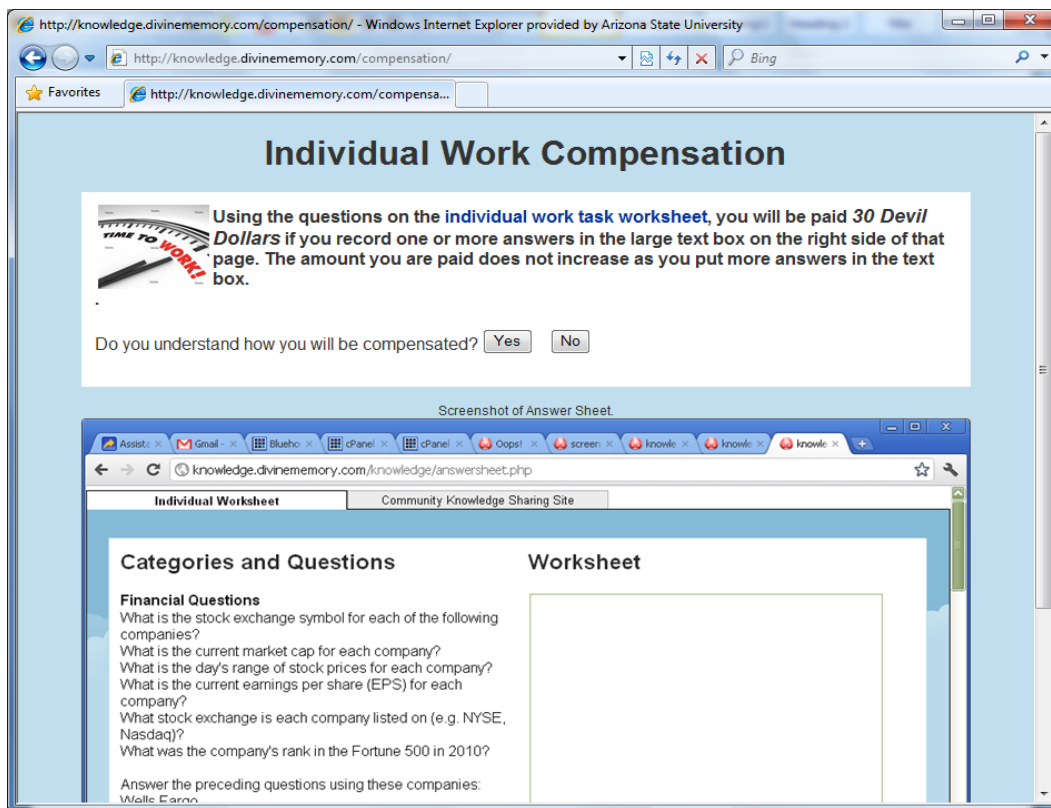 http://knowledge.divinememory.com/compensation/ - Windows Internet Explorer provided by Arizona State University
http://knowledge.divinememory.com/compensation/
Bing
Favorites
http://knowledge.divinememory.com/compensa...
Individual Work Compensation
TIME TO WORK!
Using the questions on the individual work task worksheet, you will be paid 30 Devil
Dollars if you record one or more answers in the large text box on the right side of that
page. The amount you are paid does not increase as you put more answers in the text
box.
.
Do you understand how you will be compensated? Yes No
Screenshot of Answer Sheet.
Assista Gmail - Blueho cPanel cPanel Oops! screen knowle knowle knowle
knowledge.divinememory.com/knowledge/answersheet.php
Individual Worksheet Community Knowledge Sharing Site
Categories and Questions
Worksheet
Financial Questions
What is the stock exchange symbol for each of the following
companies?
What is the current market cap for each company?
What is the day's range of stock prices for each company?
What is the current earnings per share (EPS) for each
company?
What stock exchange is each company listed on (e.g. NYSE,
Nasdaq)?
What was the company's rank in the Fortune 500 in 2010?
Answer the preceding questions using these companies:
Wells Fargo